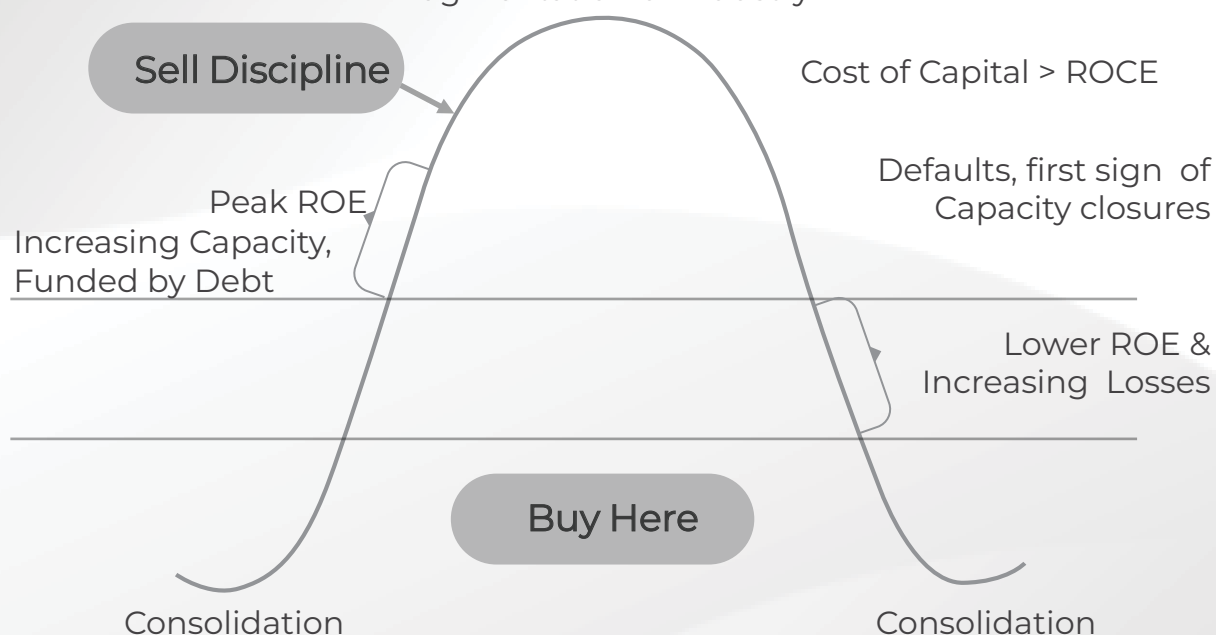 Sell Discipline
Cost of Capital > ROCE
Defaults, first sign of
Capacity closures
Peak ROE
Increasing Capacity,
Funded by Debt
Lower ROE &
Increasing Losses
Buy Here
Consolidation
Consolidation